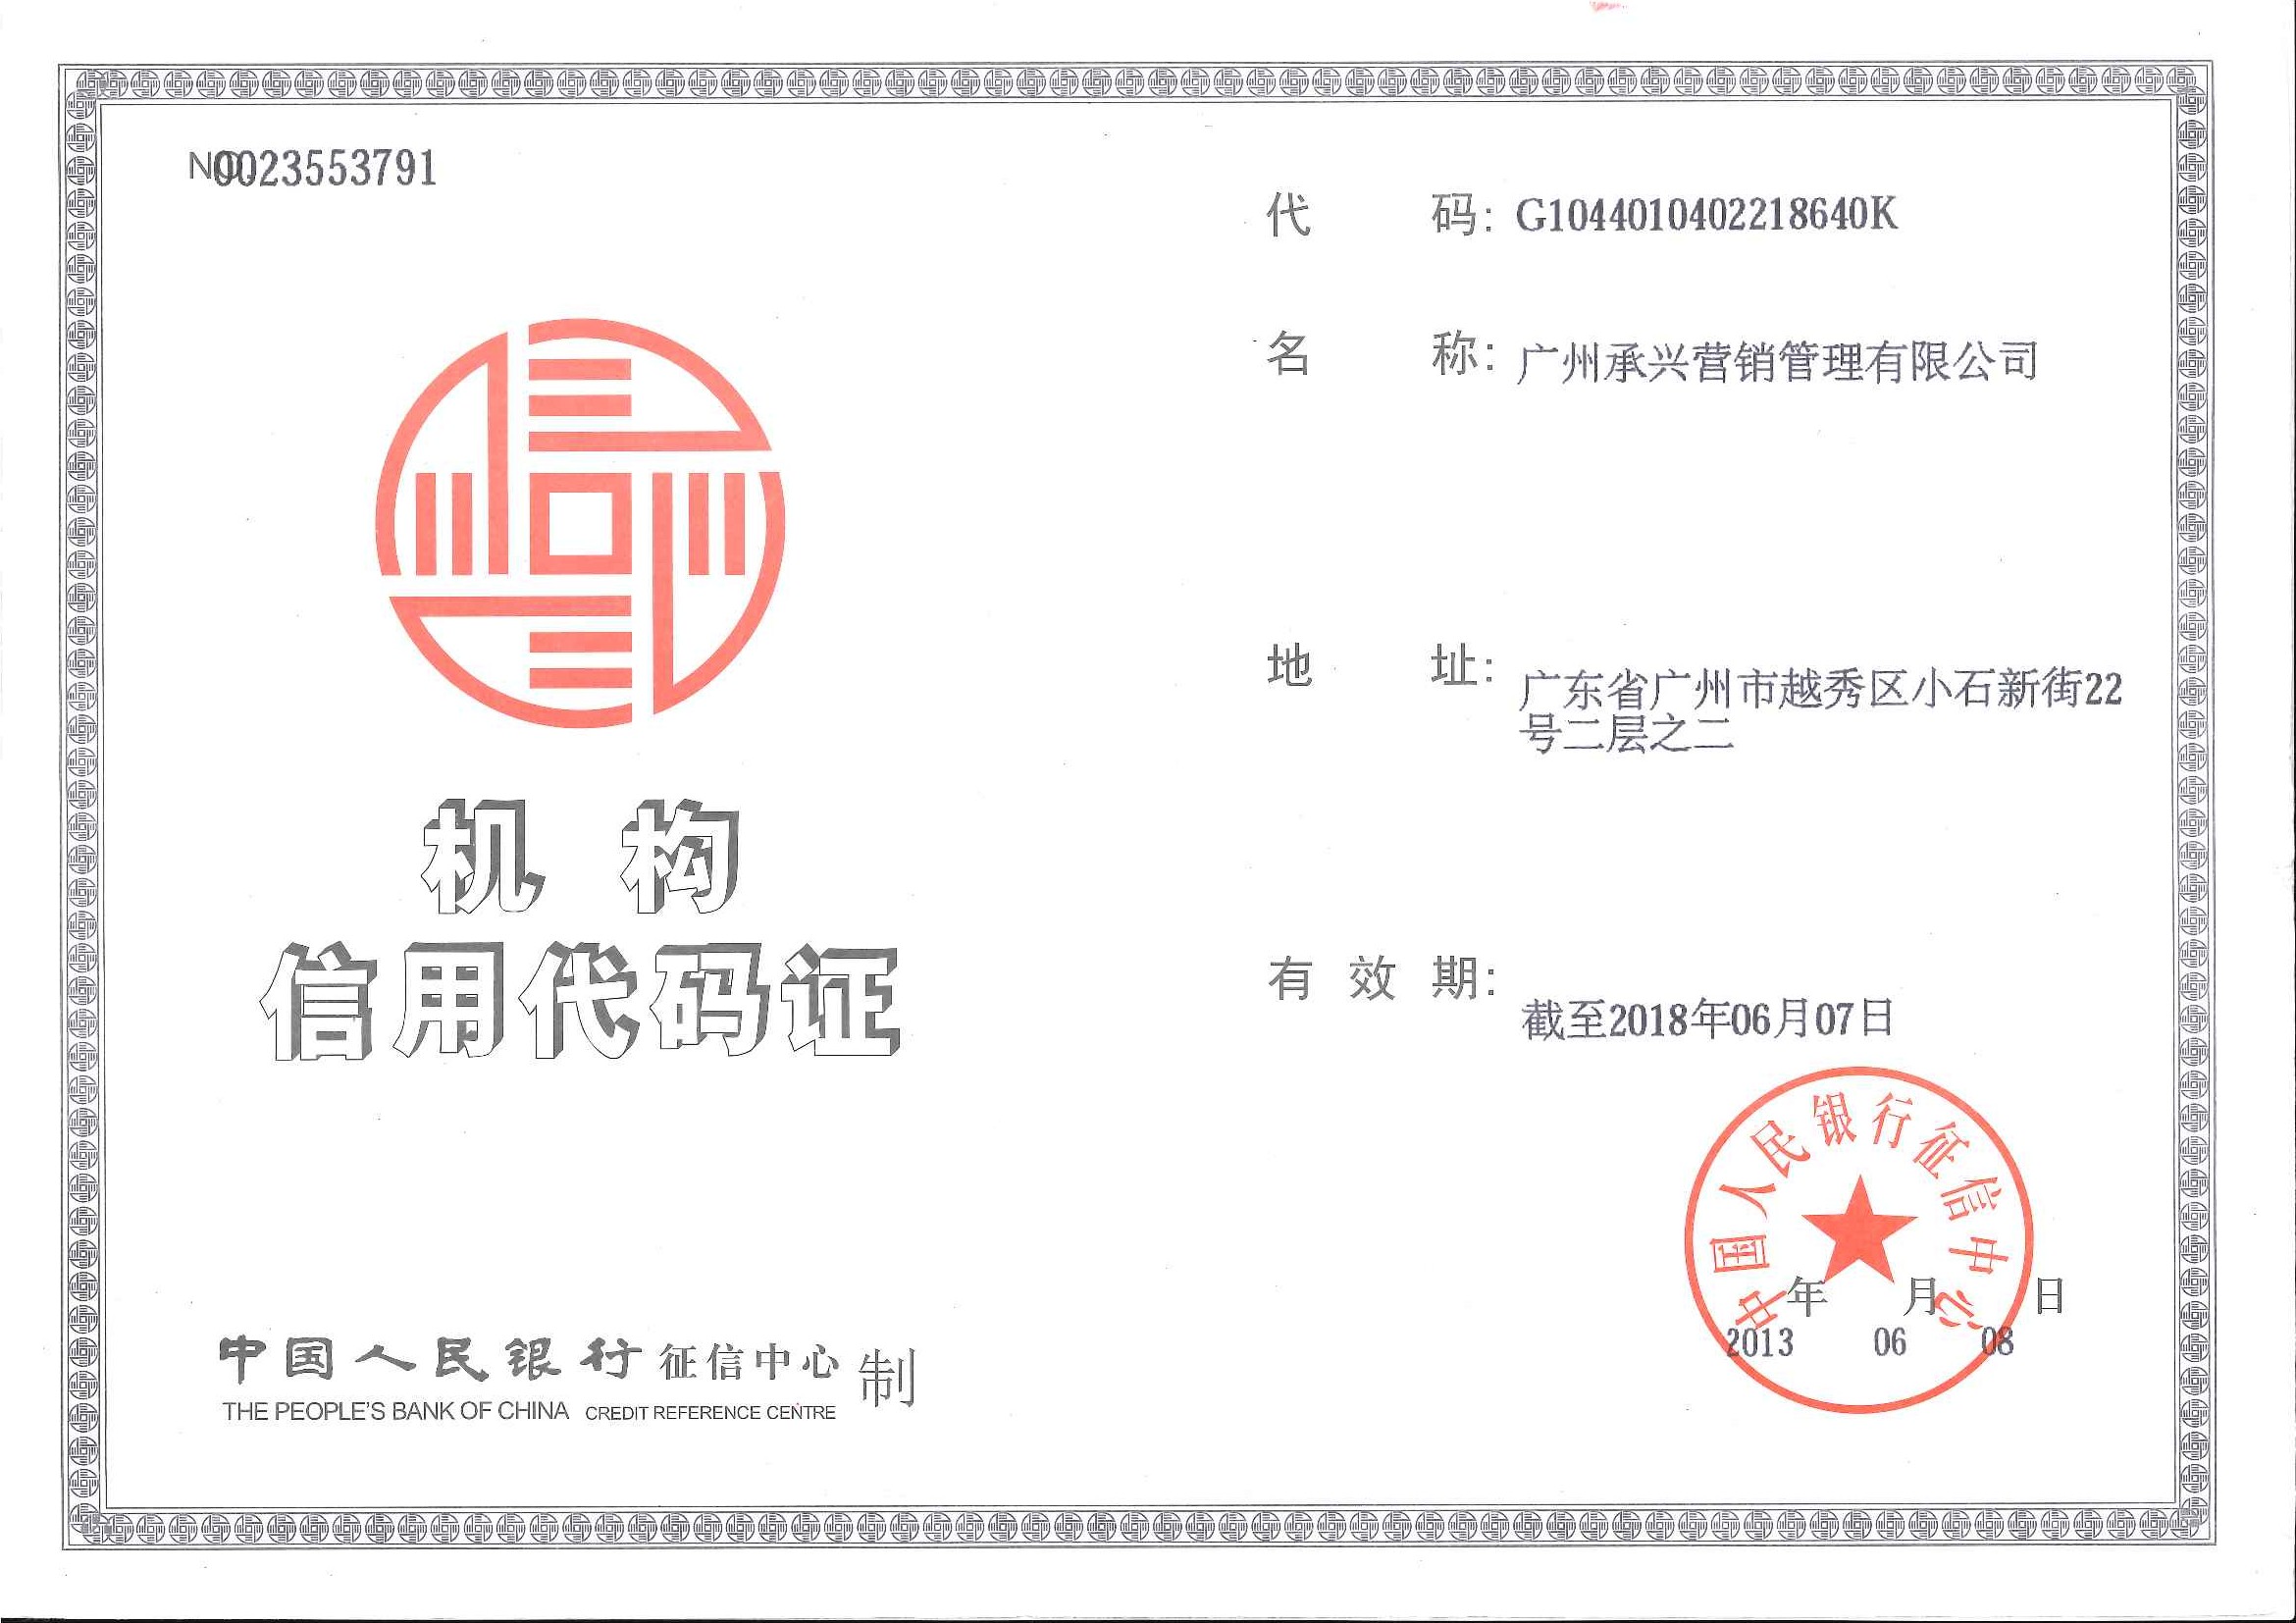 NO.0023553791
代 码: G1044010402218640K
名 称: 广州承兴营销管理有限公司
地 址: 广东省广州市越秀区小石新街22
号二层之二
有 效 期: 截至2018年06月07日
机 构
信用代码证
中国人民银行征信中心
年 月 日
2013 06 08
中国人民银行征信中心 制
THE PEOPLE'S BANK OF CHINA CREDIT REFERENCE CENTRE